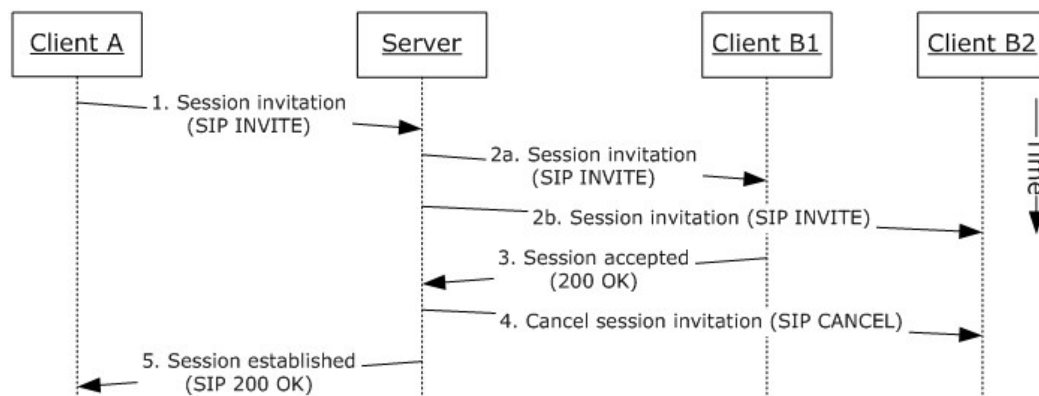 Client A
Server
Client B1
Client B2
1. Session invitation
(SIP INVITE)
2a. Session invitation
(SIP INVITE)
Time
2b. Session invitation (SIP INVITE)
3. Session accepted
(200 OK)
4. Cancel session invitation (SIP CANCEL)
5. Session established
(SIP 200 OK)